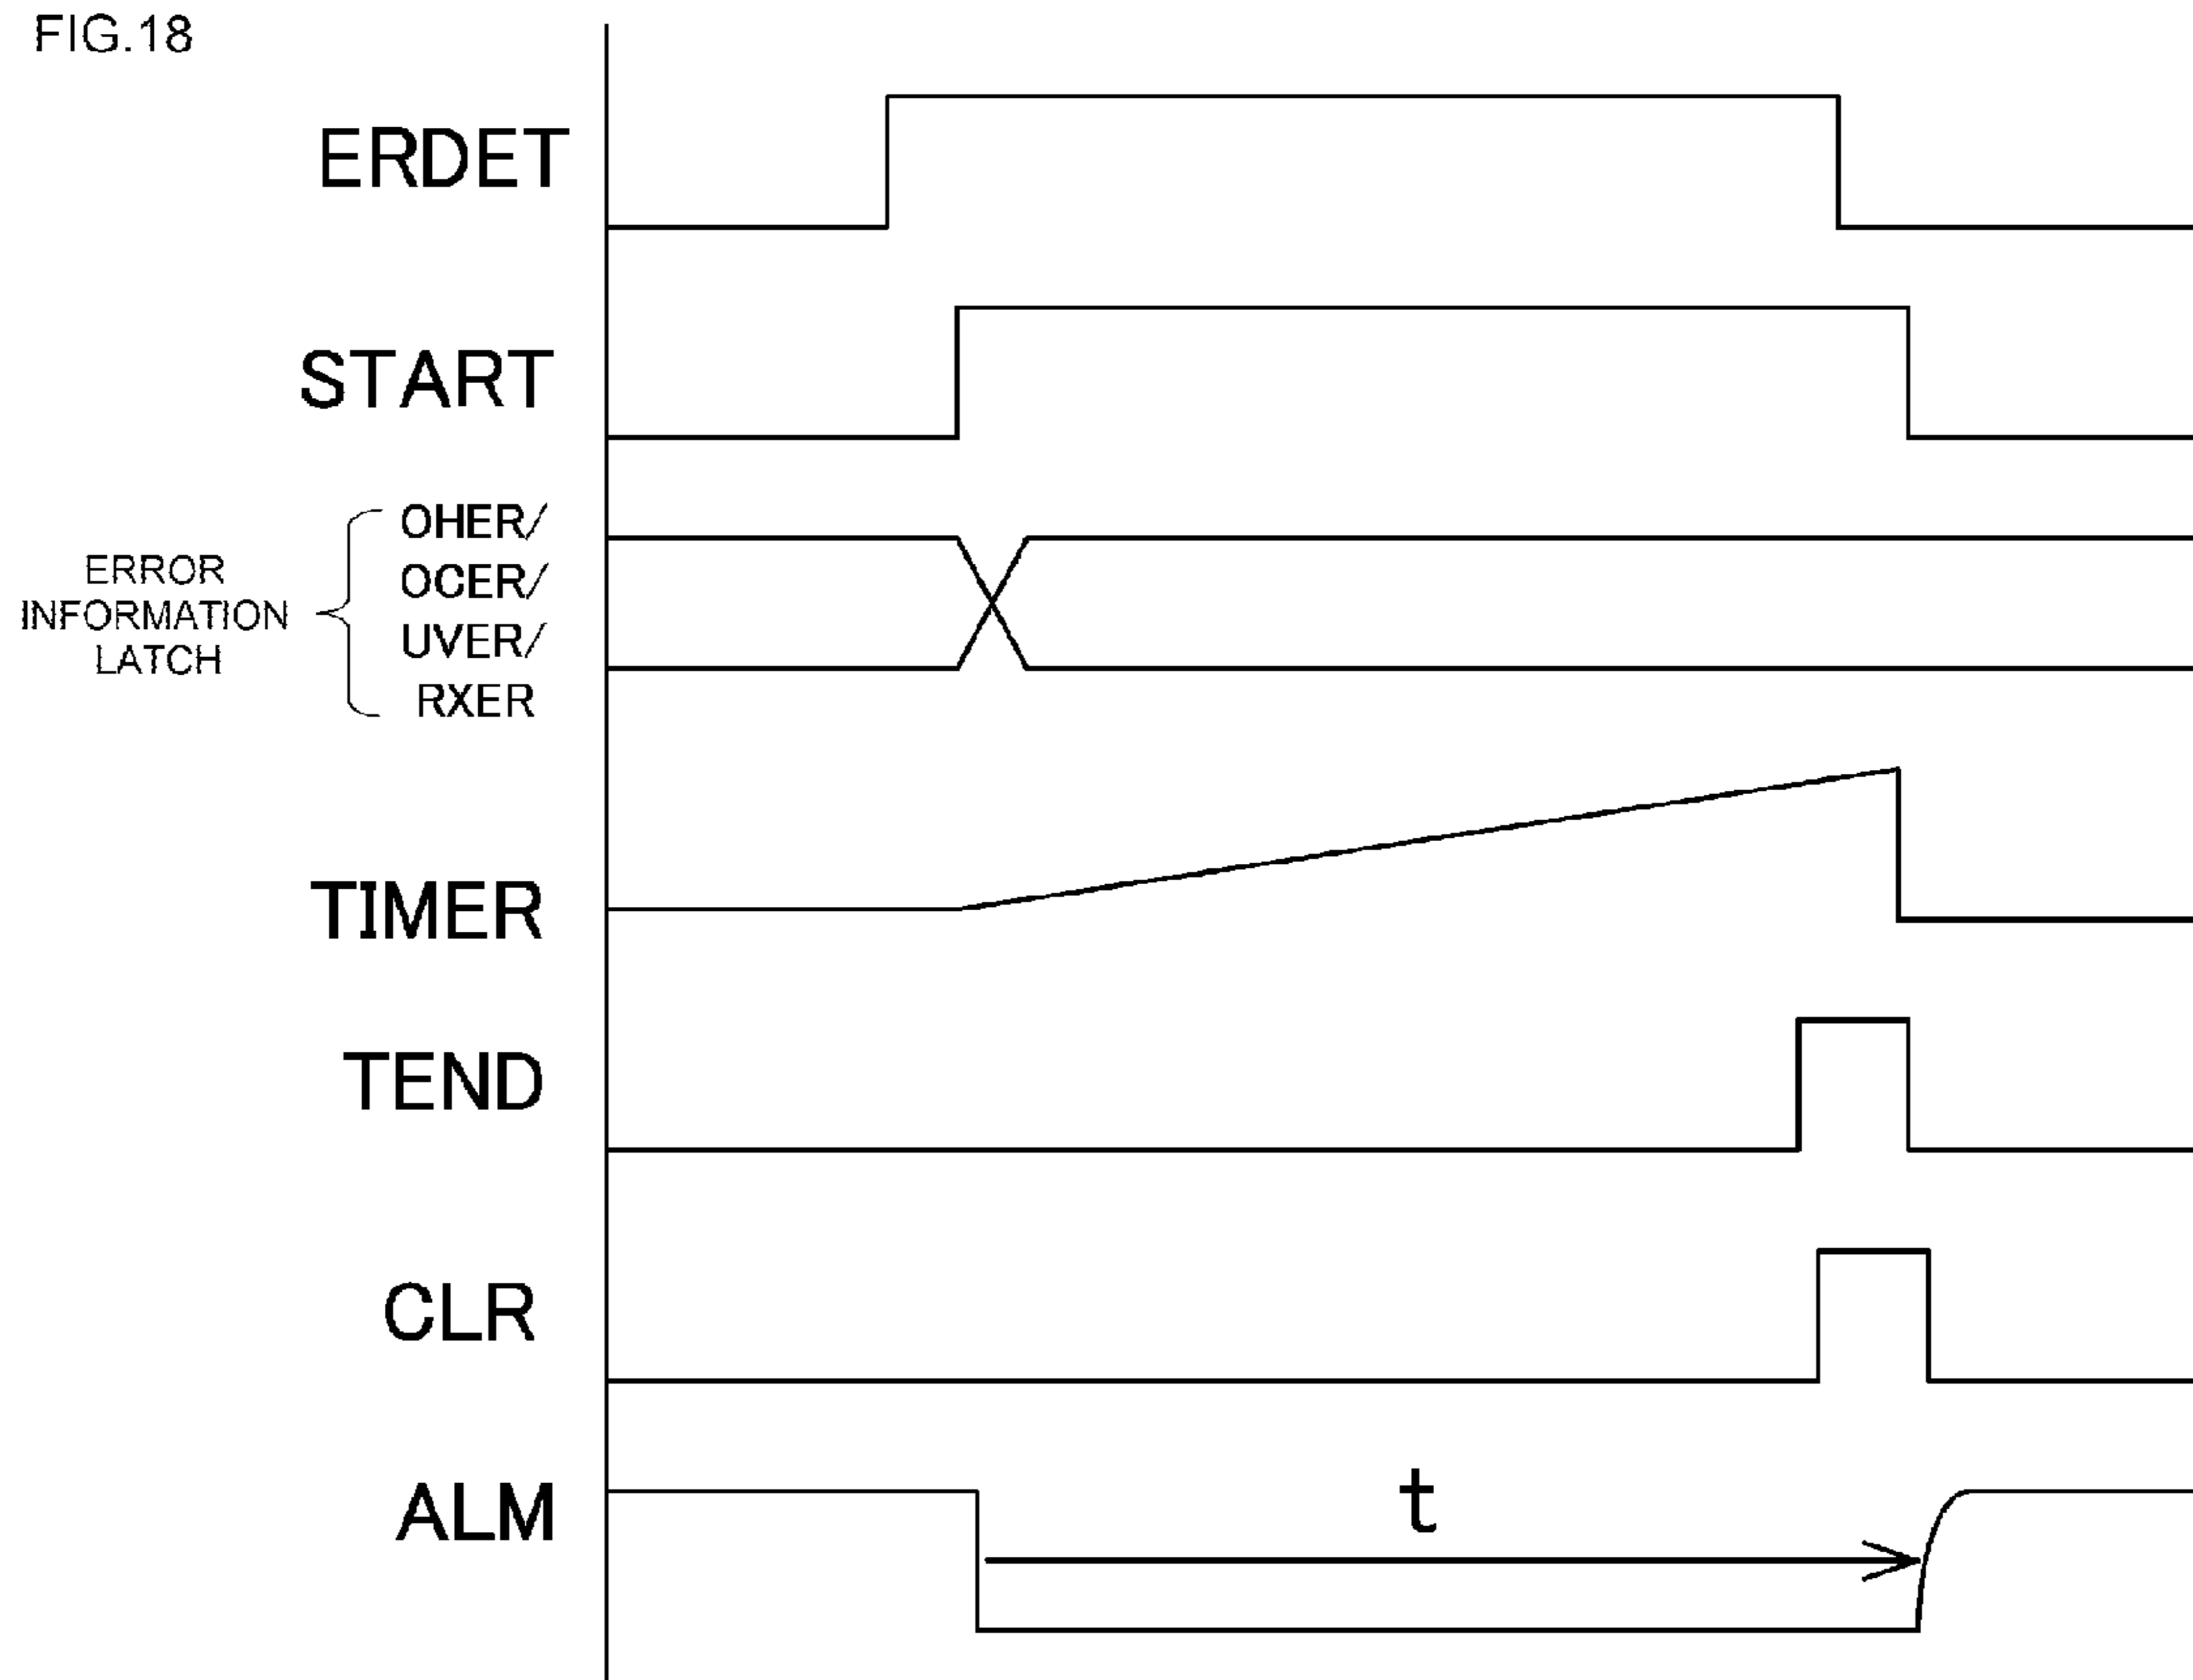 FIG.18
ERDET
START
ERROR
INFORMATION
LATCH
OHER/
OCER/
UVER/
RXER
TIMER
TEND
CLR
ALM
t